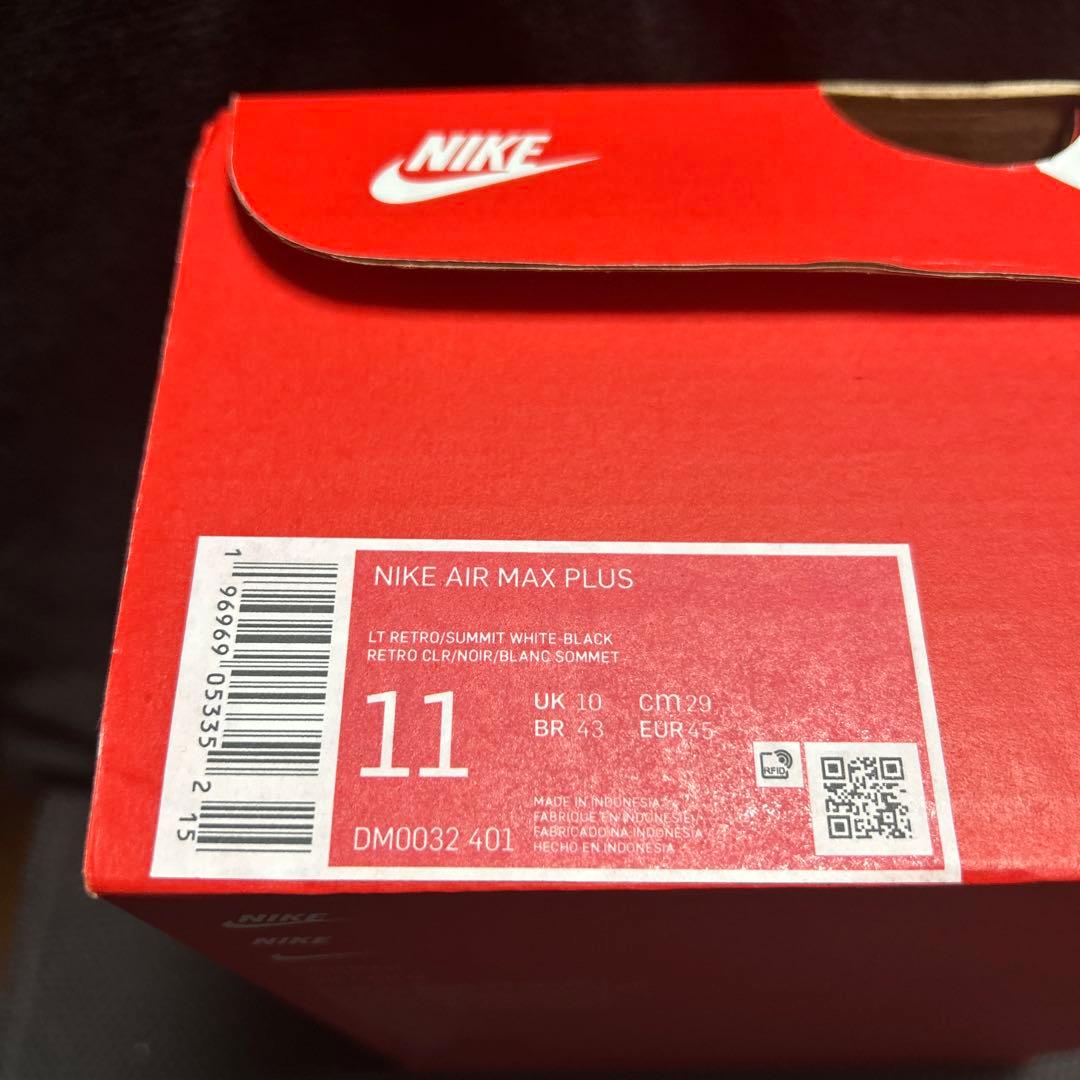 NIKE
NIKE AIR MAX PLUS
LT RETRO/SUMMIT WHITE-BLACK
RETRO CLR/NOIR/BLANC SOMMET
11
UK 10 cm 29
BR 43 EUR 45
RFID
MADE IN INDONESIA
FABRIQUE EN INDONESIE
FABRICADO NA INDONESIA
HECHO EN INDONESIA
DM0032 401
1 96969 05335 2 15
NIKE
NIKE